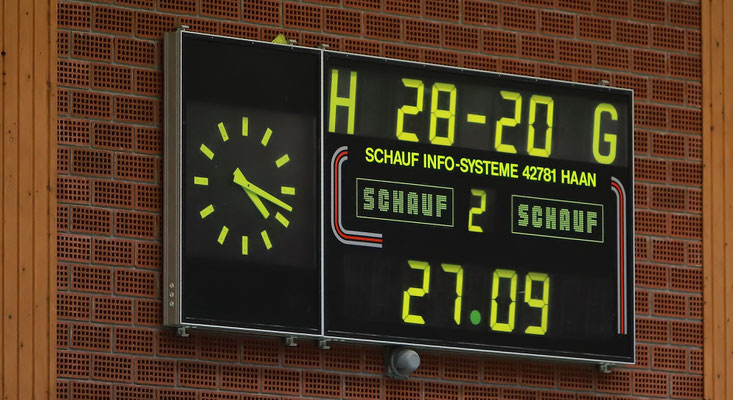 H 28-20 G
SCHAUF INFO-SYSTEME 42781 HAAN
SCHAUF 2 SCHAUF
27.09